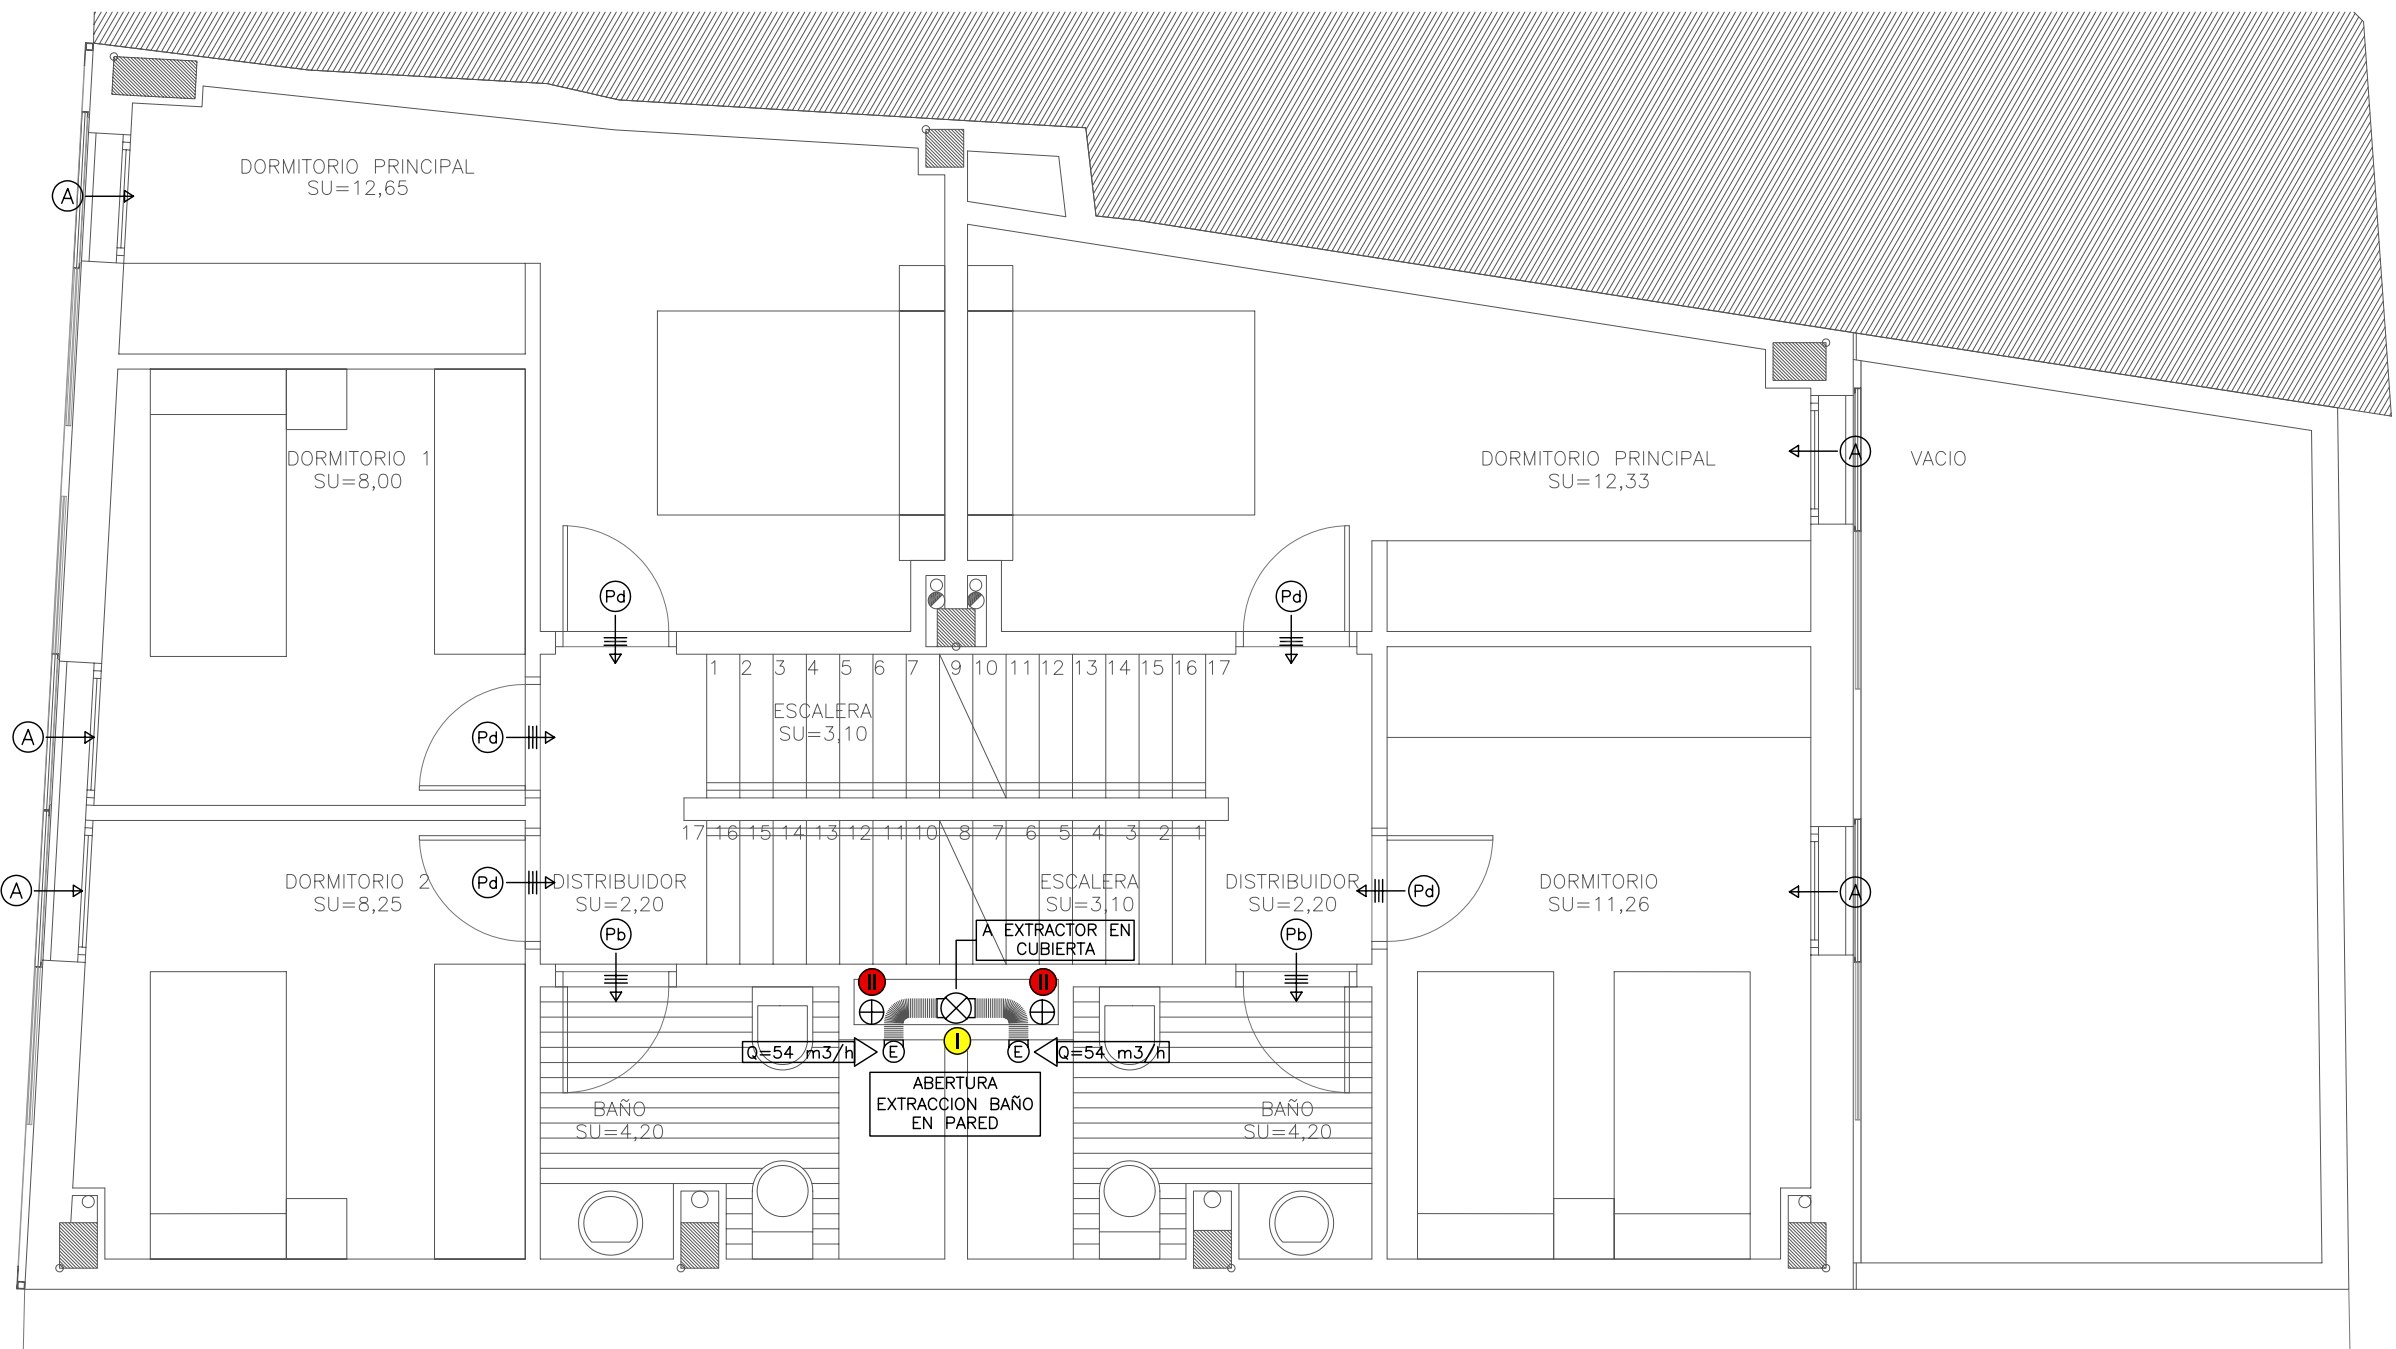 DORMITORIO PRINCIPAL
SU=12,65
A
DORMITORIO 1
SU=8,00
DORMITORIO PRINCIPAL
SU=12,33
A
VACIO
Pd
Pd
1 2 3 4 5 6 7 9 10 11 12 13 14 15 16 17
ESCALERA
SU=3,10
A
Pd
17 16 15 14 13 12 11 10 8 7 6 5 4 3 2 1
A
DORMITORIO 2
SU=8,25
Pd
DISTRIBUIDOR
SU=2,20
ESCALERA
SU=3,10
DISTRIBUIDOR
SU=2,20
Pd
DORMITORIO
SU=11,26
A
Pb
Pb
A EXTRACTOR EN
CUBIERTA
II
II
I
Q=54 m3/h
E
E
Q=54 m3/h
ABERTURA
EXTRACCION BAÑO
EN PARED
BAÑO
SU=4,20
BAÑO
SU=4,20